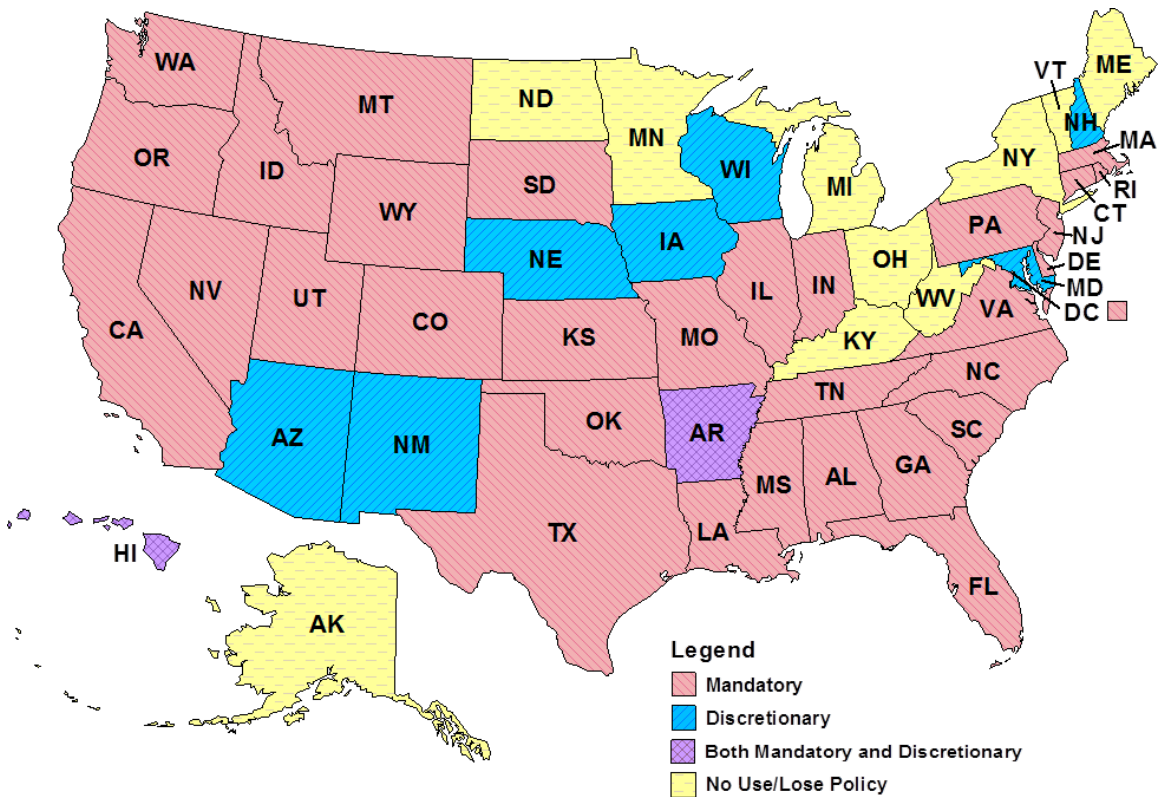 WA
MT
ND
MN
VT
ME
NH
MA
OR
ID
SD
WI
MI
NY
RI
WY
CT
PA
NJ
IA
NE
OH
DE
NV
UT
IL
IN
WV
MD
CA
CO
KS
MO
VA
DC
KY
NC
TN
OK
AR
SC
AZ
NM
MS
AL
GA
TX
LA
HI
FL
AK
Legend
Mandatory
Discretionary
Both Mandatory and Discretionary
No Use/Lose Policy